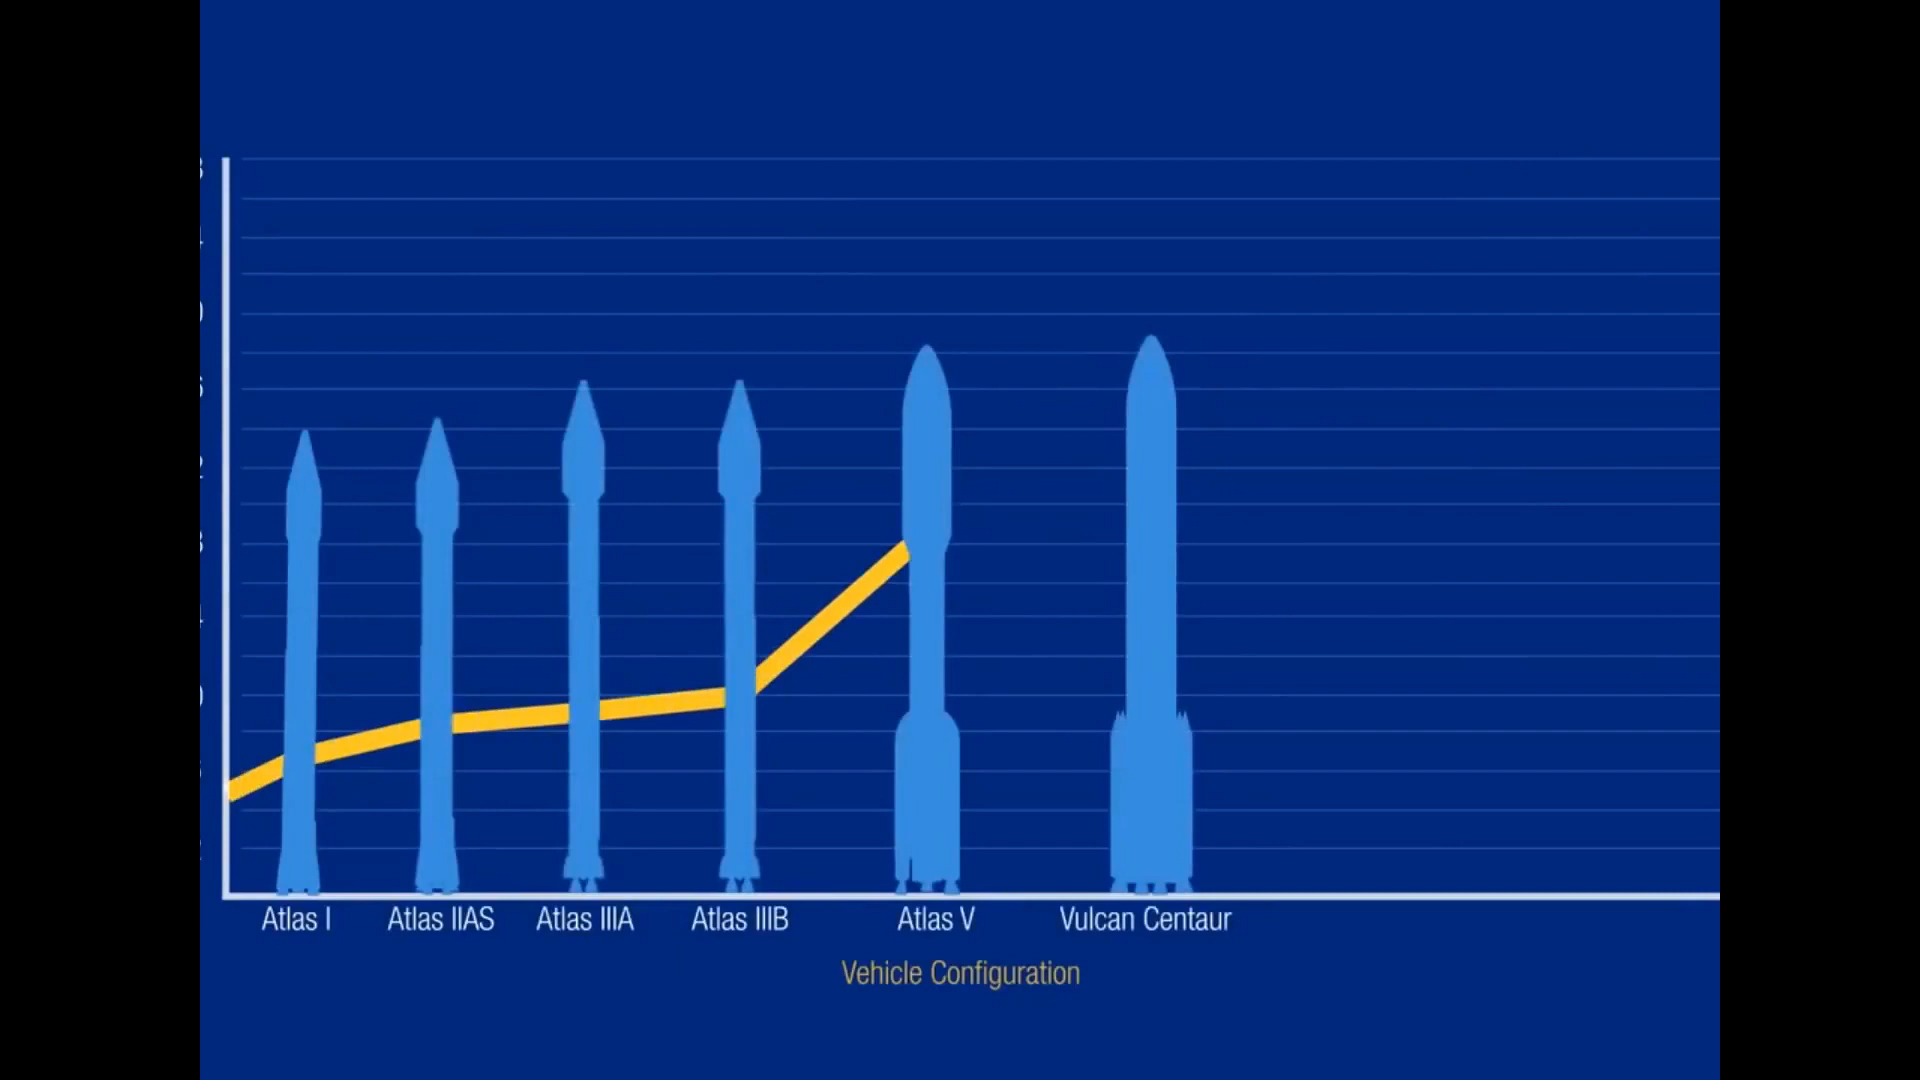 Atlas I
Atlas IIAS
Atlas IIIA
Atlas IIIB
Atlas V
Vulcan Centaur
Vehicle Configuration